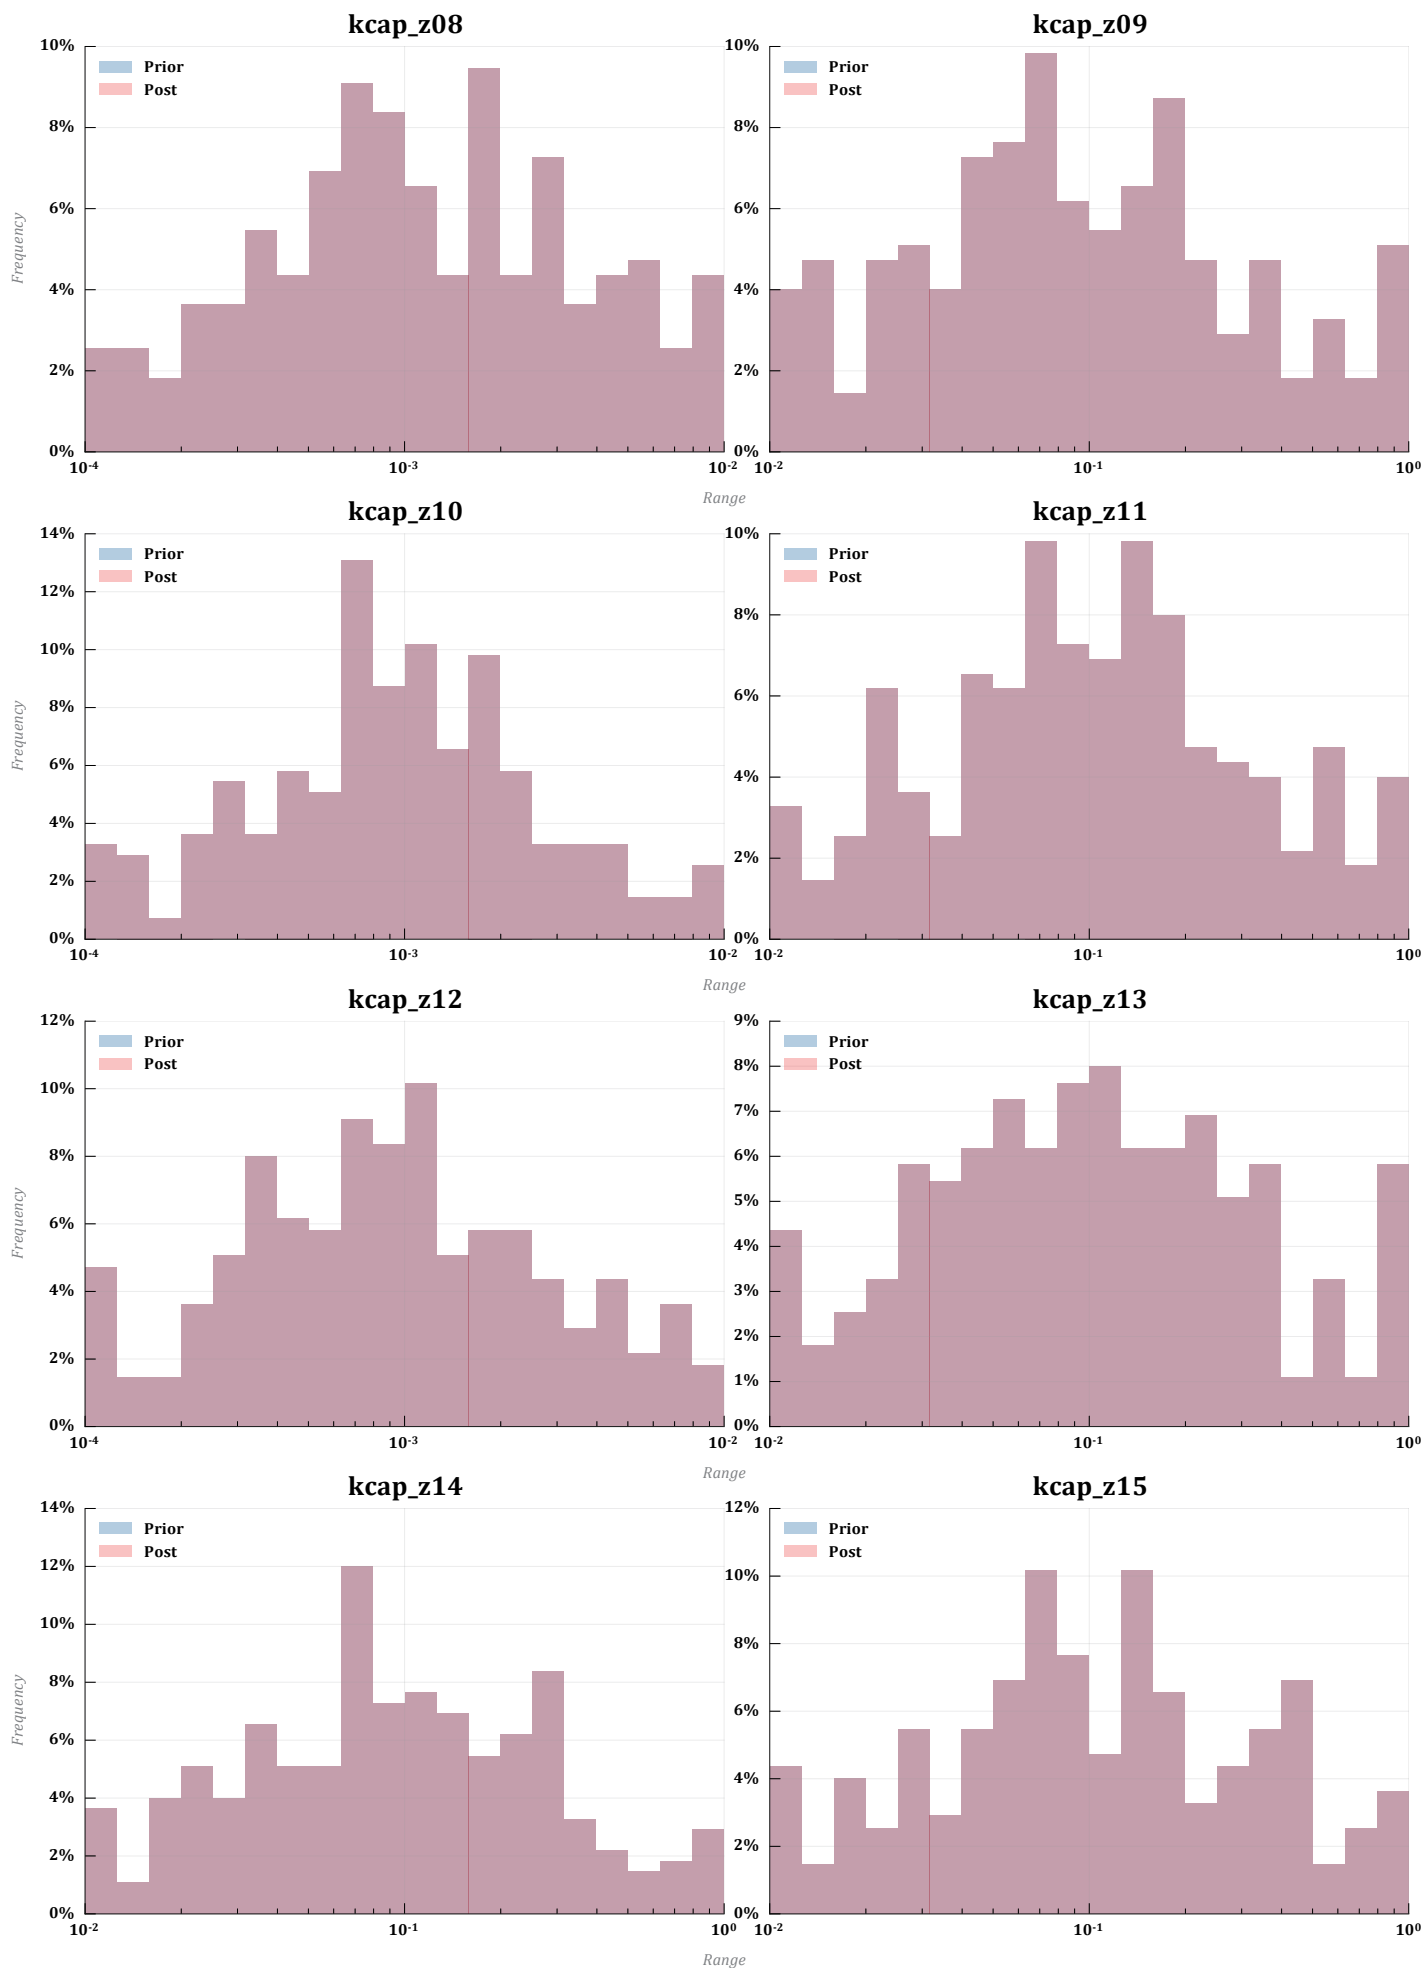 kcap_z08
10%
8%
6%
4%
2%
0%
Frequency
Prior
Post
10-4
10-3
10-2
kcap_z09
10%
8%
6%
4%
2%
0%
Prior
Post
10-2
10-1
100
Range
kcap_z10
14%
12%
10%
8%
6%
4%
2%
0%
Frequency
Prior
Post
10-4
10-3
10-2
kcap_z11
10%
8%
6%
4%
2%
0%
Prior
Post
10-2
10-1
100
Range
kcap_z12
12%
10%
8%
6%
4%
2%
0%
Frequency
Prior
Post
10-4
10-3
10-2
kcap_z13
9%
8%
7%
6%
5%
4%
3%
2%
1%
0%
Prior
Post
10-2
10-1
100
Range
kcap_z14
14%
12%
10%
8%
6%
4%
2%
0%
Frequency
Prior
Post
10-2
10-1
100
kcap_z15
12%
10%
8%
6%
4%
2%
0%
Prior
Post
10-2
10-1
100
Range